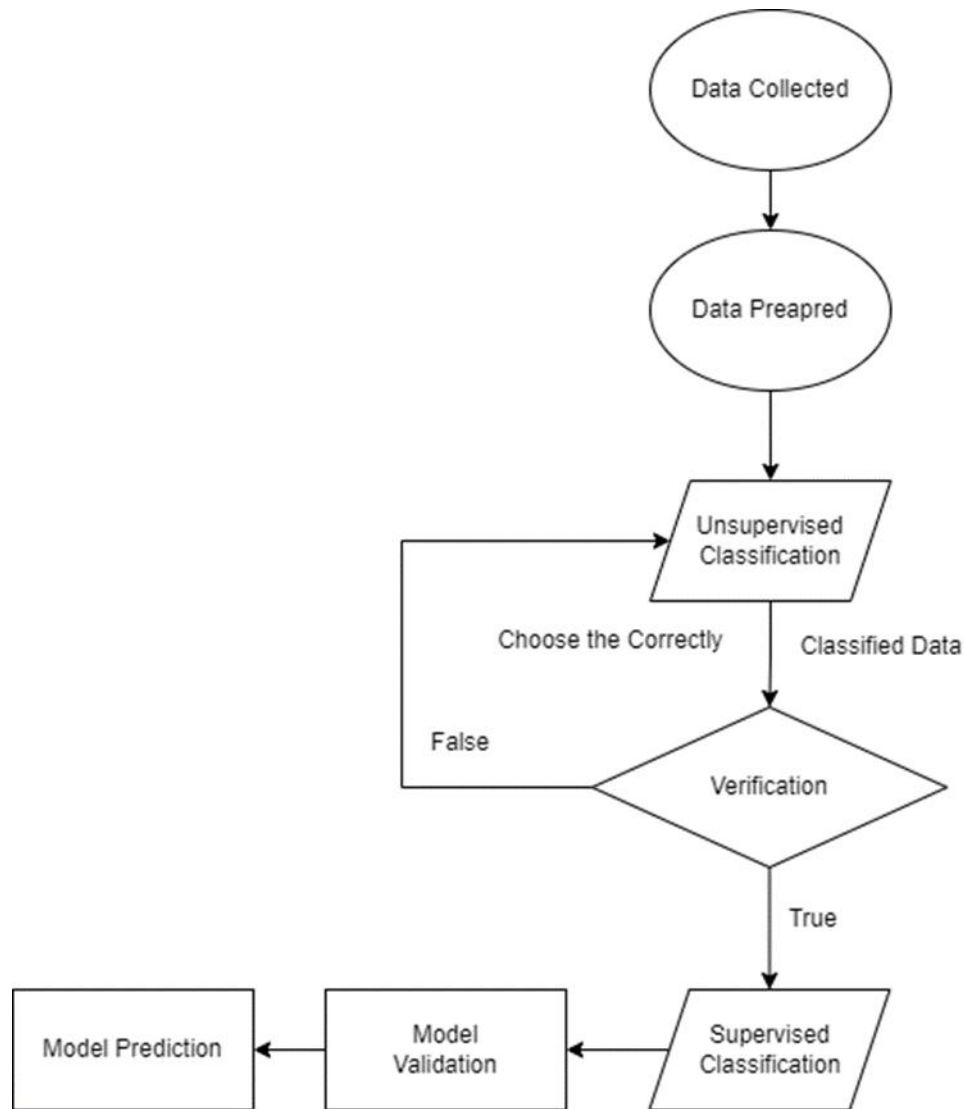 Data Collected
Data Preapred
Unsupervised
Classification
Choose the Correctly
Classified Data
False
Verification
True
Supervised
Classification
Model
Validation
Model Prediction